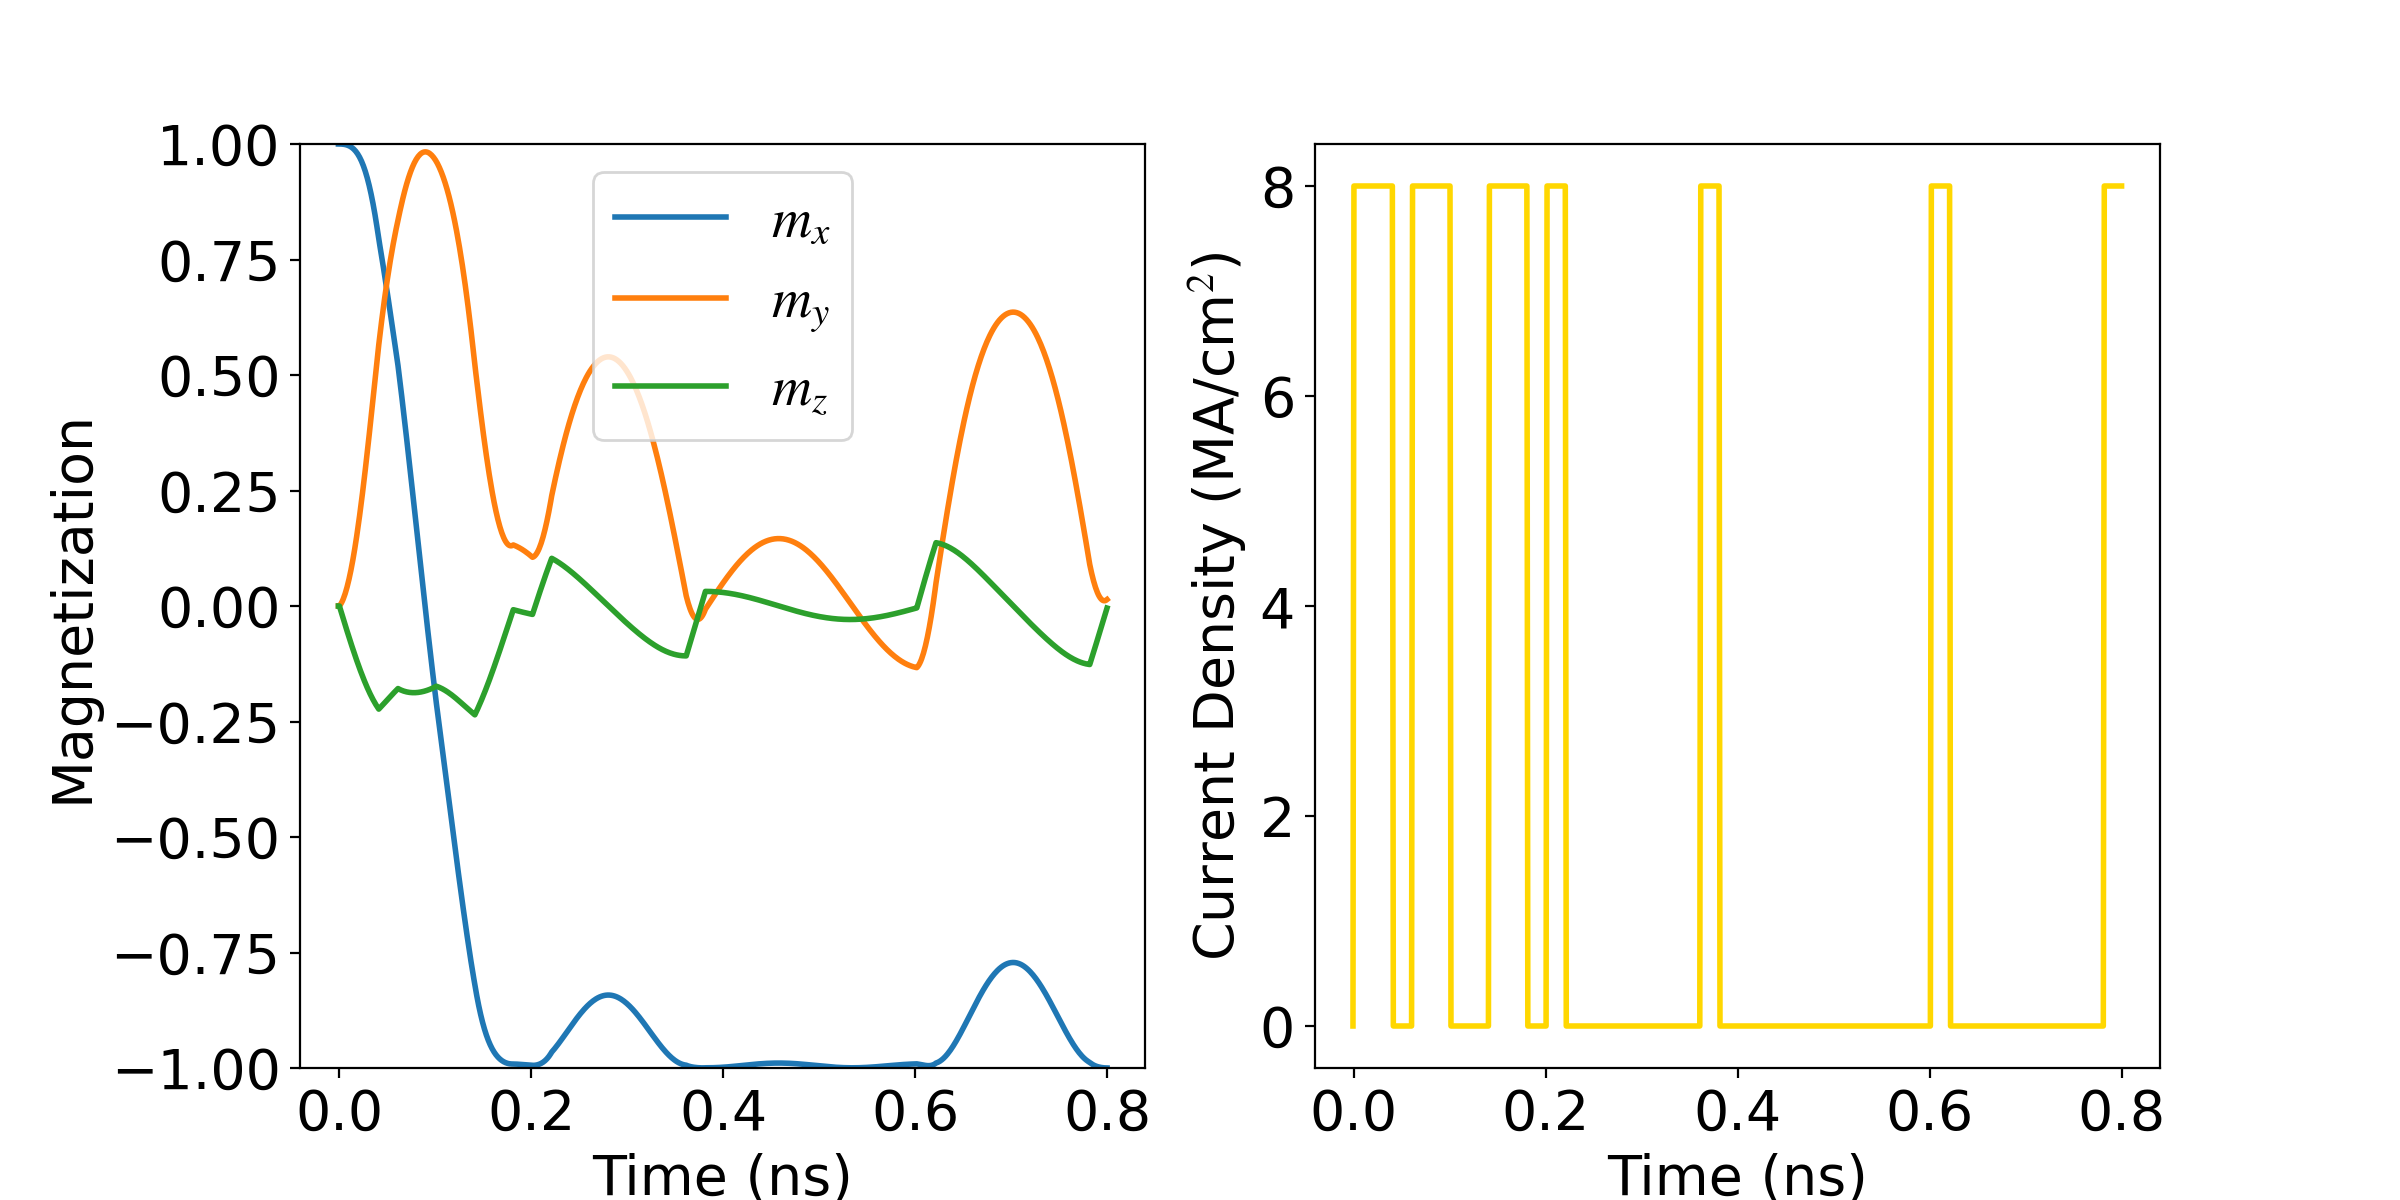 1.00
0.75
0.50
0.25
0.00
−0.25
−0.50
−0.75
−1.00
Magnetization
0.0 0.2 0.4 0.6 0.8
Time (ns)
m_x
m_y
m_z
8
6
4
2
0
Current Density (MA/cm²)
0.0 0.2 0.4 0.6 0.8
Time (ns)